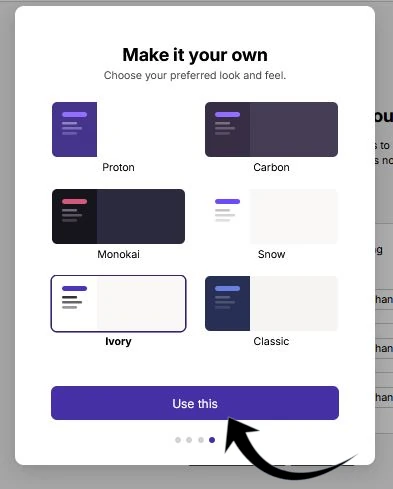 Make it your own
Choose your preferred look and feel.
Proton
Carbon
Monokai
Snow
Ivory
Classic
Use this
ou
s to
s no
ng
han
han
han